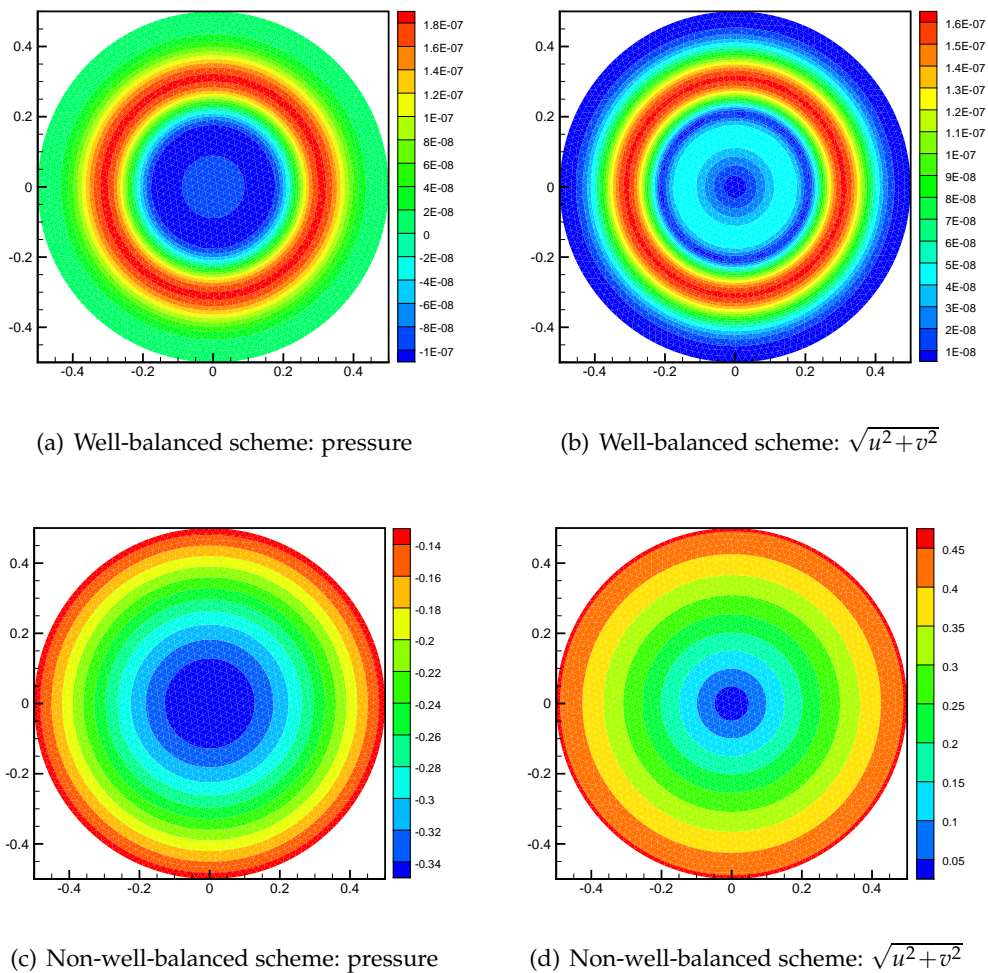 0.4
0.2
0
-0.2
-0.4
-0.4 -0.2 0 0.2 0.4
1.8E-07
1.6E-07
1.4E-07
1.2E-07
1E-07
8E-08
6E-08
4E-08
2E-08
0
-2E-08
-4E-08
-6E-08
-8E-08
-1E-07
(a) Well-balanced scheme: pressure
0.4
0.2
0
-0.2
-0.4
-0.4 -0.2 0 0.2 0.4
1.6E-07
1.5E-07
1.4E-07
1.3E-07
1.2E-07
1.1E-07
1E-07
9E-08
8E-08
7E-08
6E-08
5E-08
4E-08
3E-08
2E-08
1E-08
(b) Well-balanced scheme: √u²+v²
0.4
0.2
0
-0.2
-0.4
-0.4 -0.2 0 0.2 0.4
-0.14
-0.16
-0.18
-0.2
-0.22
-0.24
-0.26
-0.28
-0.3
-0.32
-0.34
(c) Non-well-balanced scheme: pressure
0.4
0.2
0
-0.2
-0.4
-0.4 -0.2 0 0.2 0.4
0.45
0.4
0.35
0.3
0.25
0.2
0.15
0.1
0.05
(d) Non-well-balanced scheme: √u²+v²